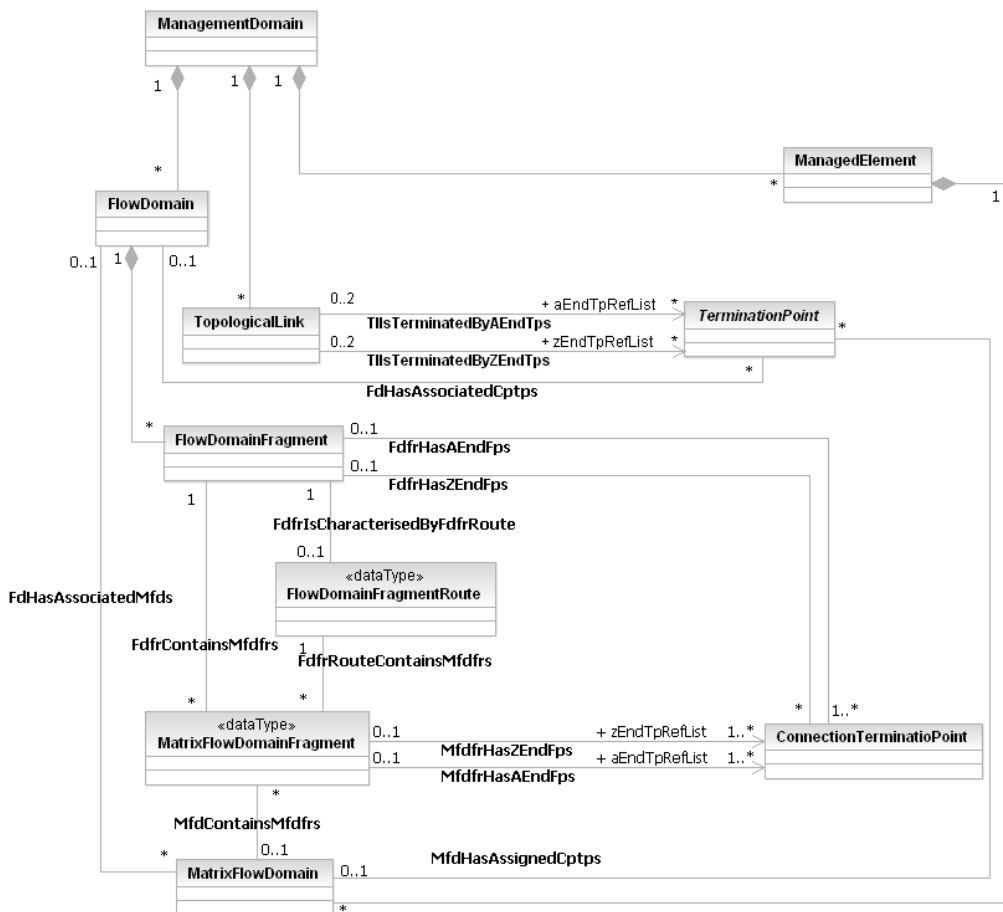 ManagementDomain
1
1
1
*
ManagedElement
*
1
FlowDomain
0..1
1
0..1
*
TopologicalLink
0..2
+ aEndTpRefList
*
TllsTerminatedByAEndTps
0..2
+ zEndTpRefList
*
TllsTerminatedByZEndTps
TerminationPoint
*
*
FdHasAssociatedCptps
*
FlowDomainFragment
0..1
FdfrHasAEndFps
0..1
FdfrHasZEndFps
1
1
FdfrIsCharacterisedByFdfrRoute
0..1
«dataType»
FlowDomainFragmentRoute
FdHasAssociatedMfds
FdfrContainsMfdfrs
1
FdfrRouteContainsMfdfrs
*
*
*
1..*
«dataType»
MatrixFlowDomainFragment
0..1
+ zEndTpRefList
1..*
MfdfrHasZEndFps
0..1
+ aEndTpRefList
1..*
MfdfrHasAEndFps
ConnectionTerminatioPoint
*
MfdContainsMfdfrs
0..1
*
MatrixFlowDomain
0..1
MfdHasAssignedCptps
*